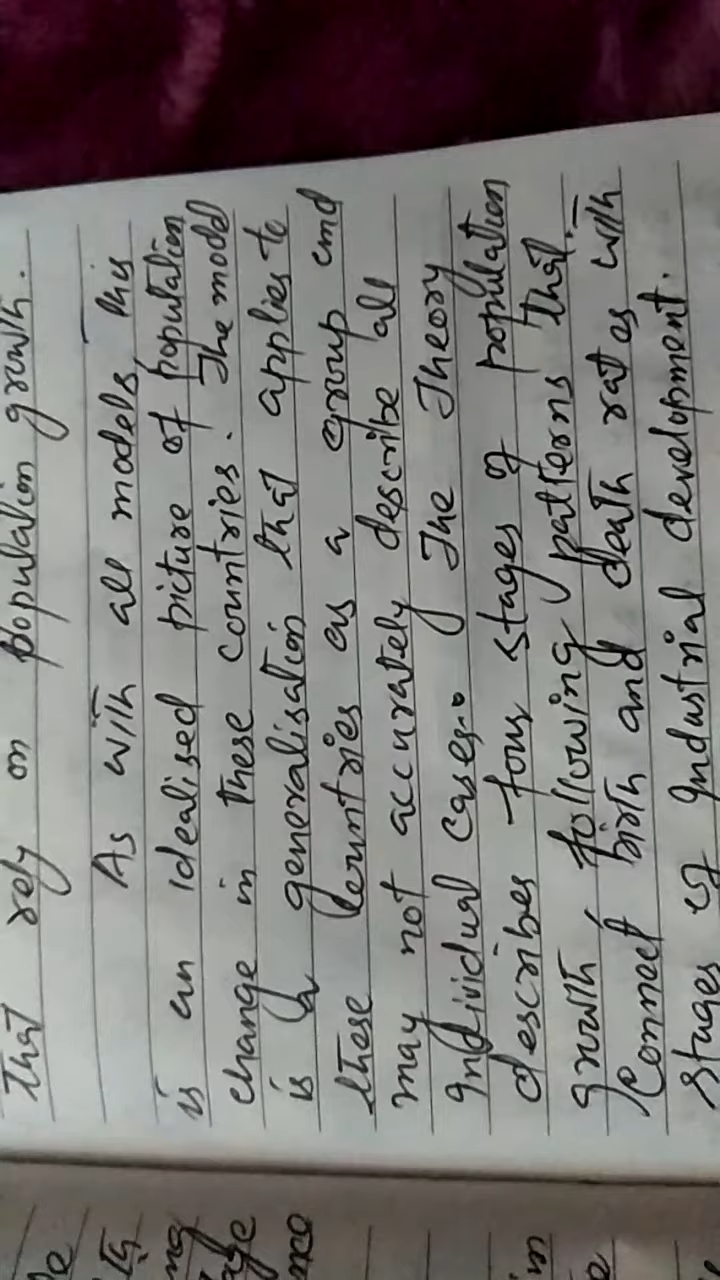 that rely on population growth.
As with all models, this
is an idealised picture of population
change in these countries. The model
is a generalisation that applies to
these countries as a group and
may not accurately describe all
Individual cases. The Theory
describes four stages of population
growth, following patterns that
Connect birth and death rates with
stages of Industrial development.